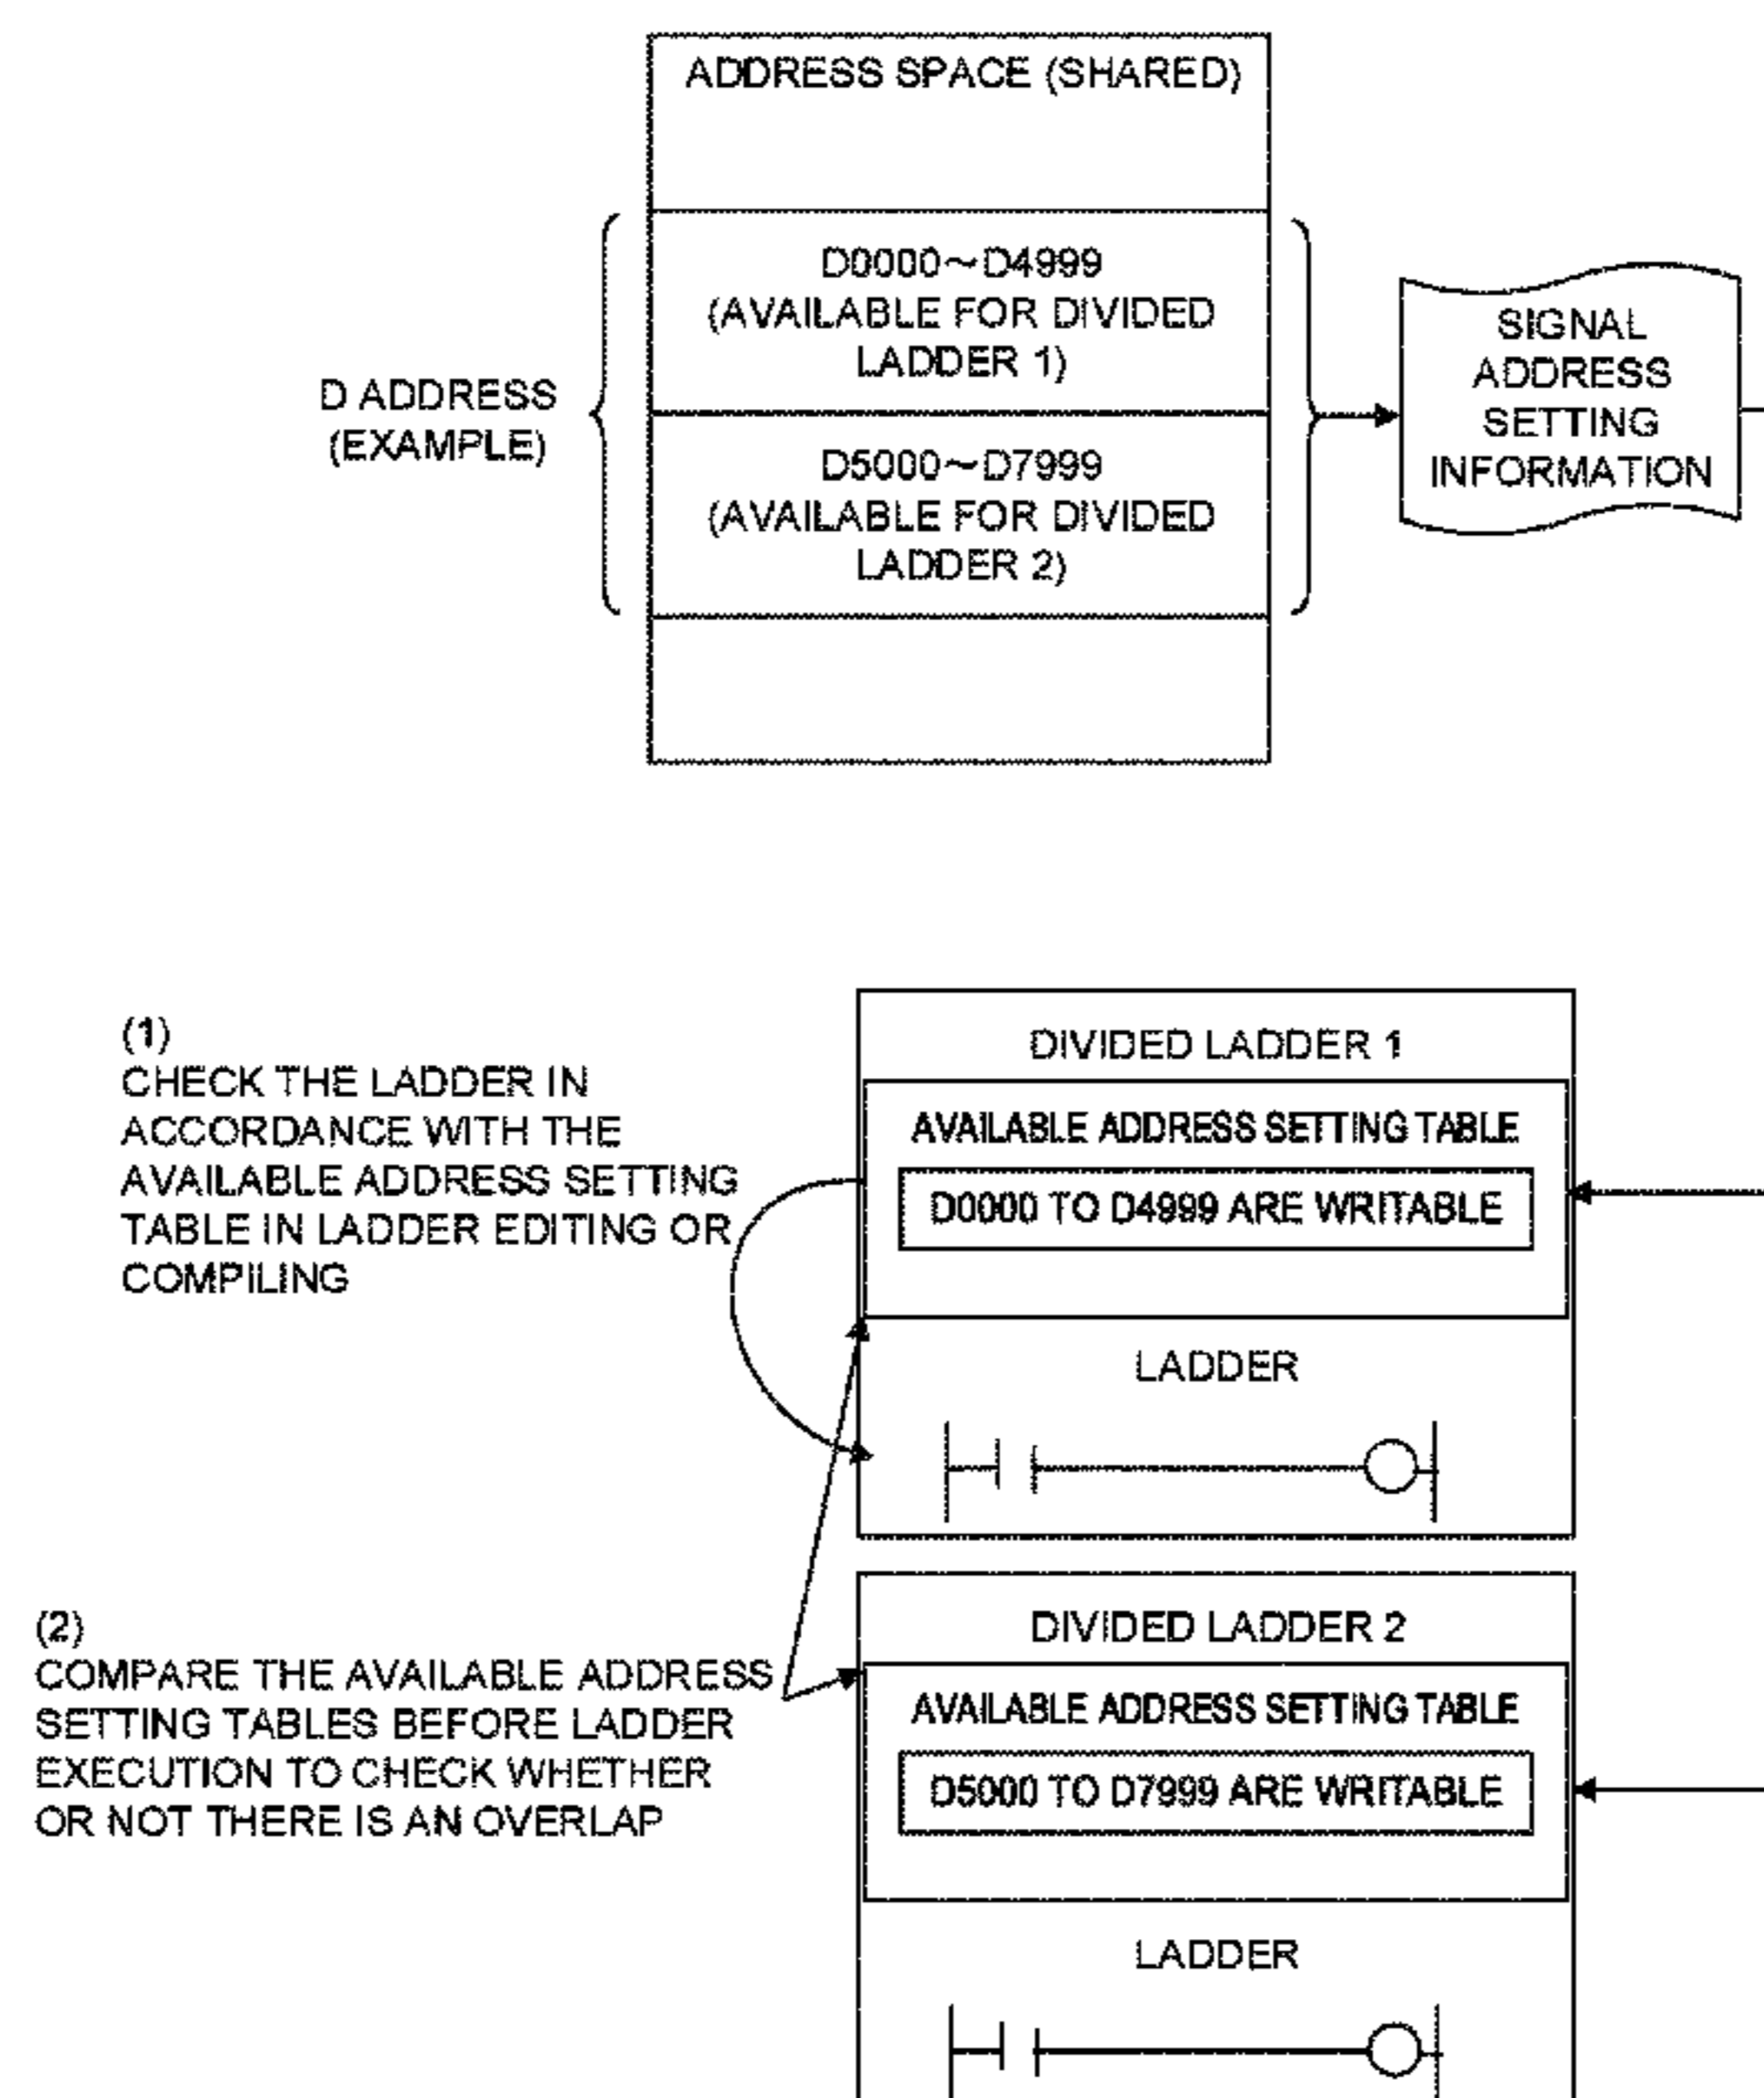 ADDRESS SPACE (SHARED)
D0000～D4999
(AVAILABLE FOR DIVIDED
LADDER 1)
D ADDRESS
(EXAMPLE)
D5000～D7999
(AVAILABLE FOR DIVIDED
LADDER 2)
SIGNAL
ADDRESS
SETTING
INFORMATION
(1)
CHECK THE LADDER IN
ACCORDANCE WITH THE
AVAILABLE ADDRESS SETTING
TABLE IN LADDER EDITING OR
COMPILING
DIVIDED LADDER 1
AVAILABLE ADDRESS SETTING TABLE
D0000 TO D4999 ARE WRITABLE
LADDER
(2)
COMPARE THE AVAILABLE ADDRESS
SETTING TABLES BEFORE LADDER
EXECUTION TO CHECK WHETHER
OR NOT THERE IS AN OVERLAP
DIVIDED LADDER 2
AVAILABLE ADDRESS SETTING TABLE
D5000 TO D7999 ARE WRITABLE
LADDER